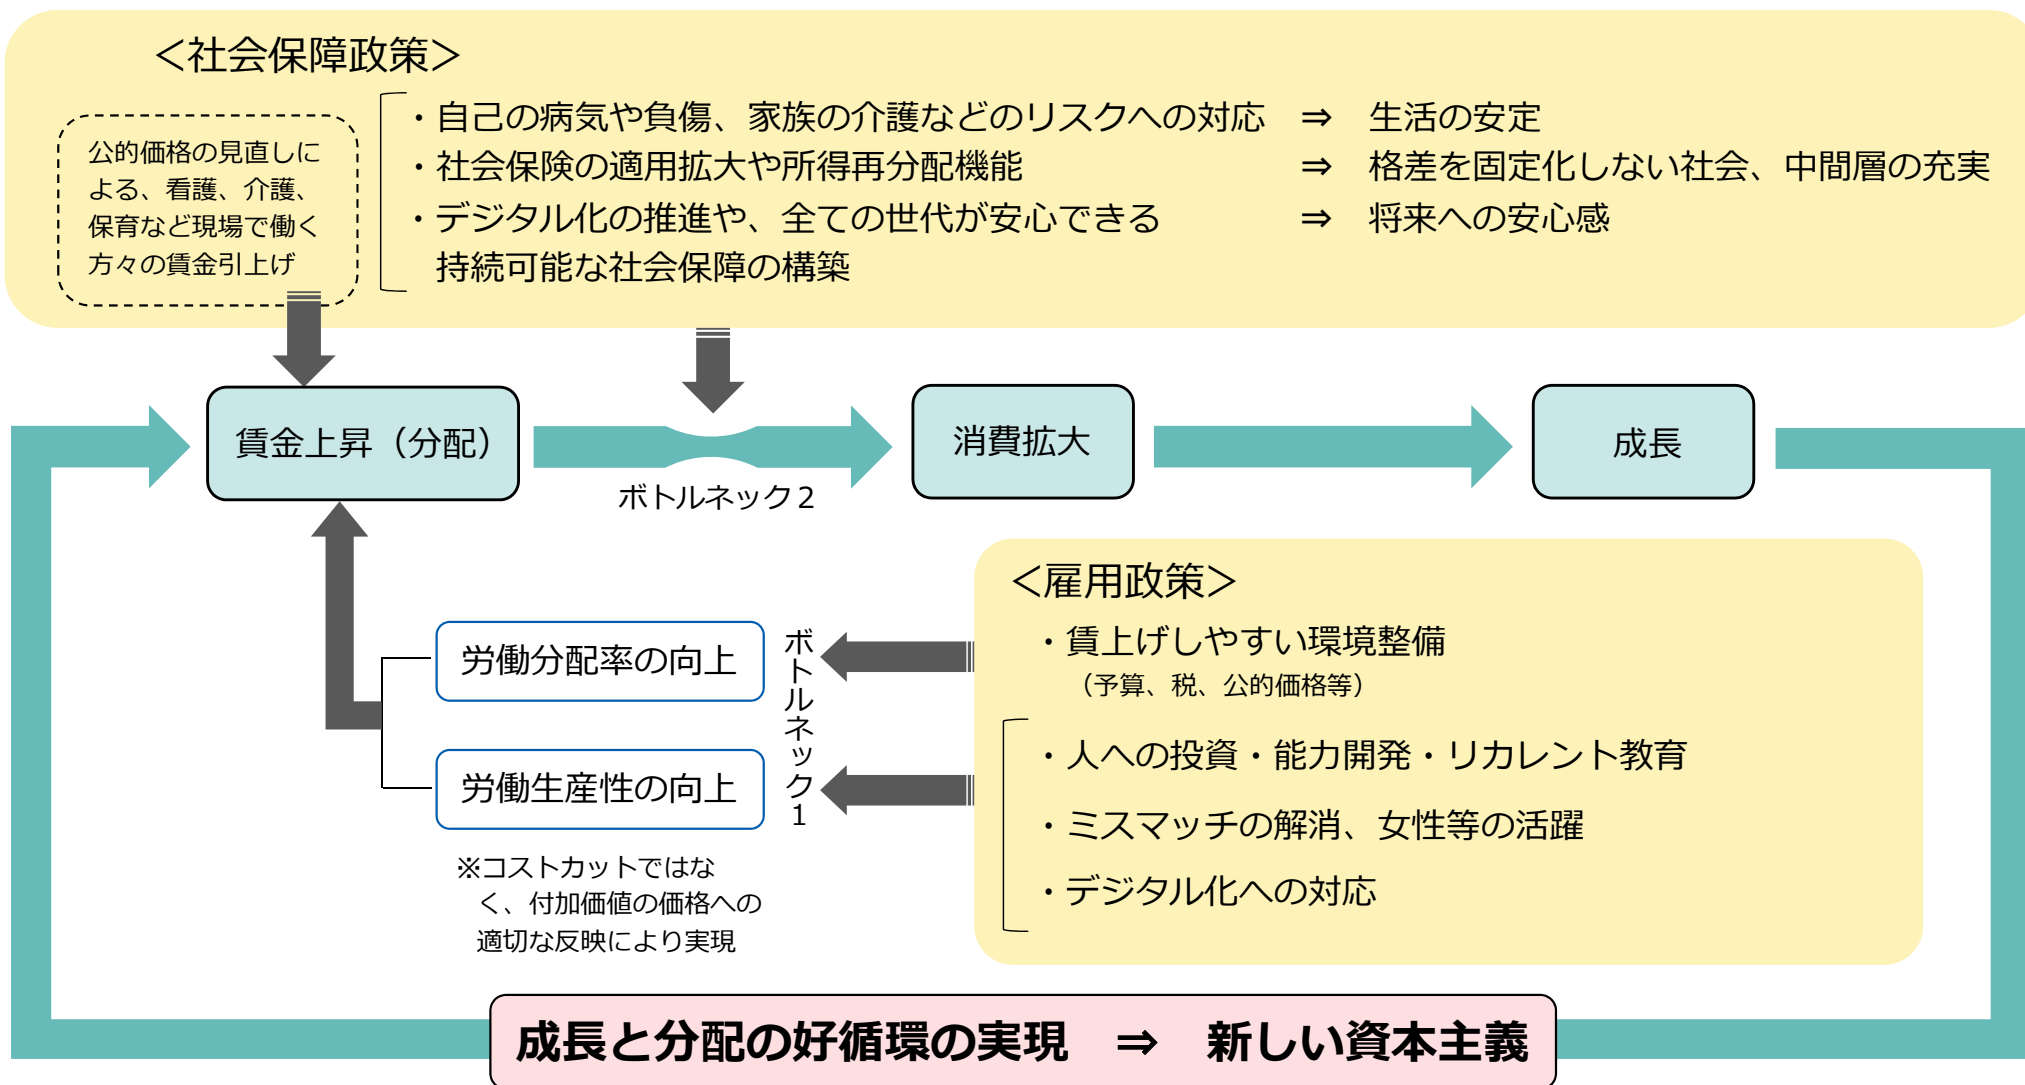 ＜社会保障政策＞
公的価格の見直しに
よる、看護、介護、
保育など現場で働く
方々の賃金引上げ
・自己の病気や負傷、家族の介護などのリスクへの対応　⇒　生活の安定
・社会保険の適用拡大や所得再分配機能　⇒　格差を固定化しない社会、中間層の充実
・デジタル化の推進や、全ての世代が安心できる　⇒　将来への安心感
持続可能な社会保障の構築
賃金上昇（分配）
ボトルネック２
消費拡大
成長
＜雇用政策＞
・賃上げしやすい環境整備
（予算、税、公的価格等）
・人への投資・能力開発・リカレント教育
・ミスマッチの解消、女性等の活躍
・デジタル化への対応
ボトルネック1
労働分配率の向上
労働生産性の向上
※コストカットではな
く、付加価値の価格への
適切な反映により実現
成長と分配の好循環の実現　⇒　新しい資本主義